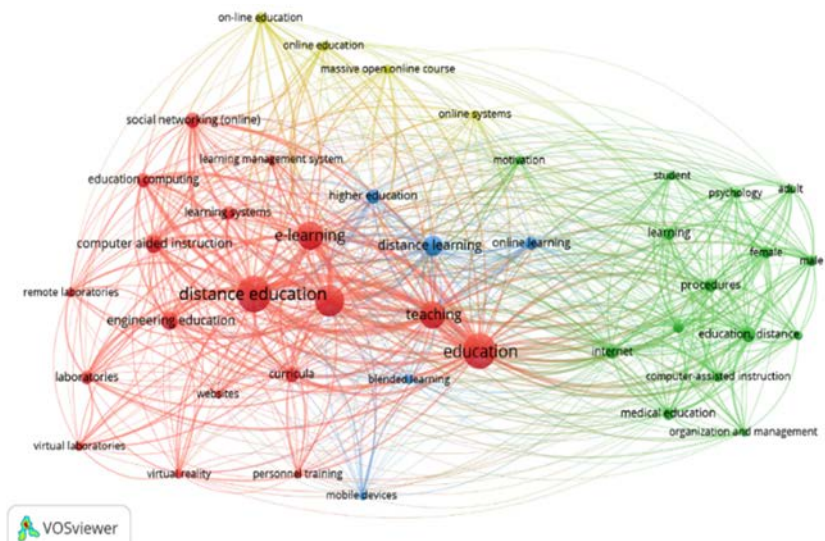 on-line education
online education
massive open online course
social networking (online)
online systems
learning management system
motivation
education computing
student
higher education
psychology
adult
learning systems
e-learning
learning
computer aided instruction
distance learning
online learning
female
male
remote laboratories
distance education
procedures
engineering education
teaching
education, distance
education
internet
laboratories
curricula
blended learning
computer-assisted instruction
websites
medical education
organization and management
virtual laboratories
virtual reality
personnel training
mobile devices
VOSviewer